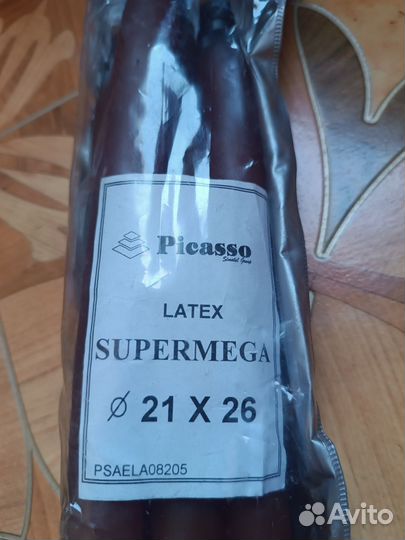 Picasso
LATEX
SUPERMEGA
Ø 21 X 26
PSAELA08205
Avito